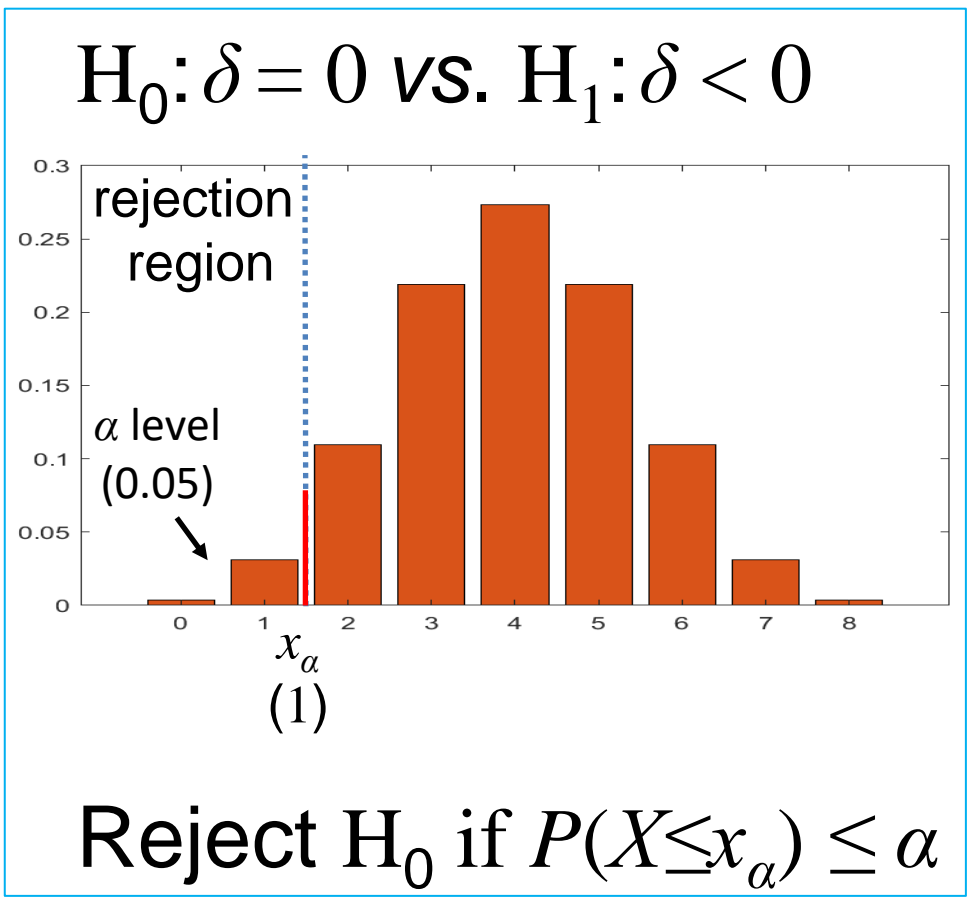 H₀: δ = 0 vs. H₁: δ < 0
0.3
rejection
region
0.25
0.2
0.15
α level
(0.05)
0.1
0.05
0
0 1 2 3 4 5 6 7 8
xα
(1)
Reject H₀ if P(X≤xα) ≤ α